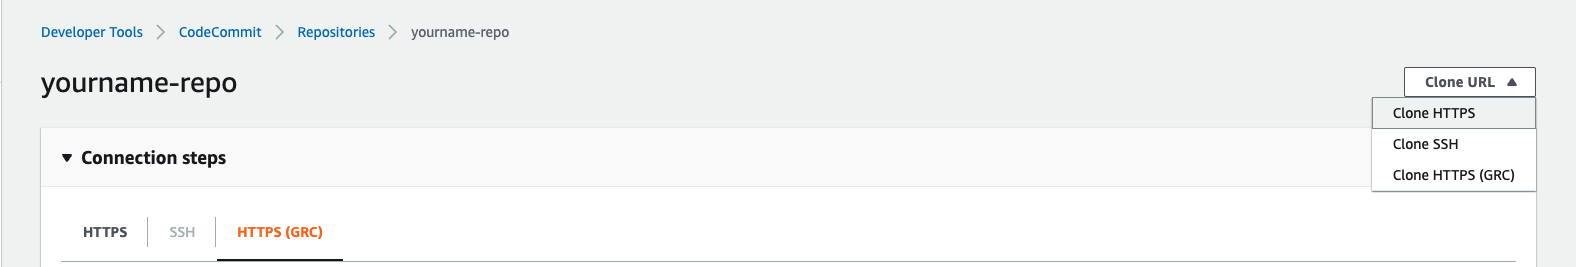 Developer Tools > CodeCommit > Repositories > yourname-repo
yourname-repo
Clone URL
Clone HTTPS
Clone SSH
Clone HTTPS (GRC)
Connection steps
HTTPS SSH HTTPS (GRC)